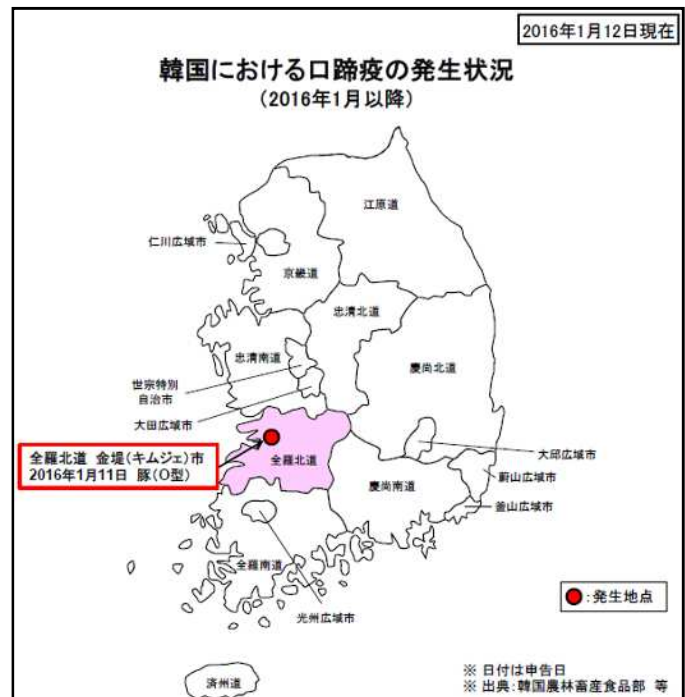 2016年1月12日現在
韓国における口蹄疫の発生状況
(2016年1月以降)
江原道
仁川広域市
京畿道
忠清北道
忠清南道
慶尚北道
世宗特別
自治市
大田広域市
全羅北道 金堤(キムジェ)市
2016年1月11日 豚(O型)
全羅北道
大邱広域市
慶尚南道
蔚山広域市
釜山広域市
全羅南道
光州広域市
:発生地点
済州道
※ 日付は申告日
※ 出典:韓国農林畜産食品部 等